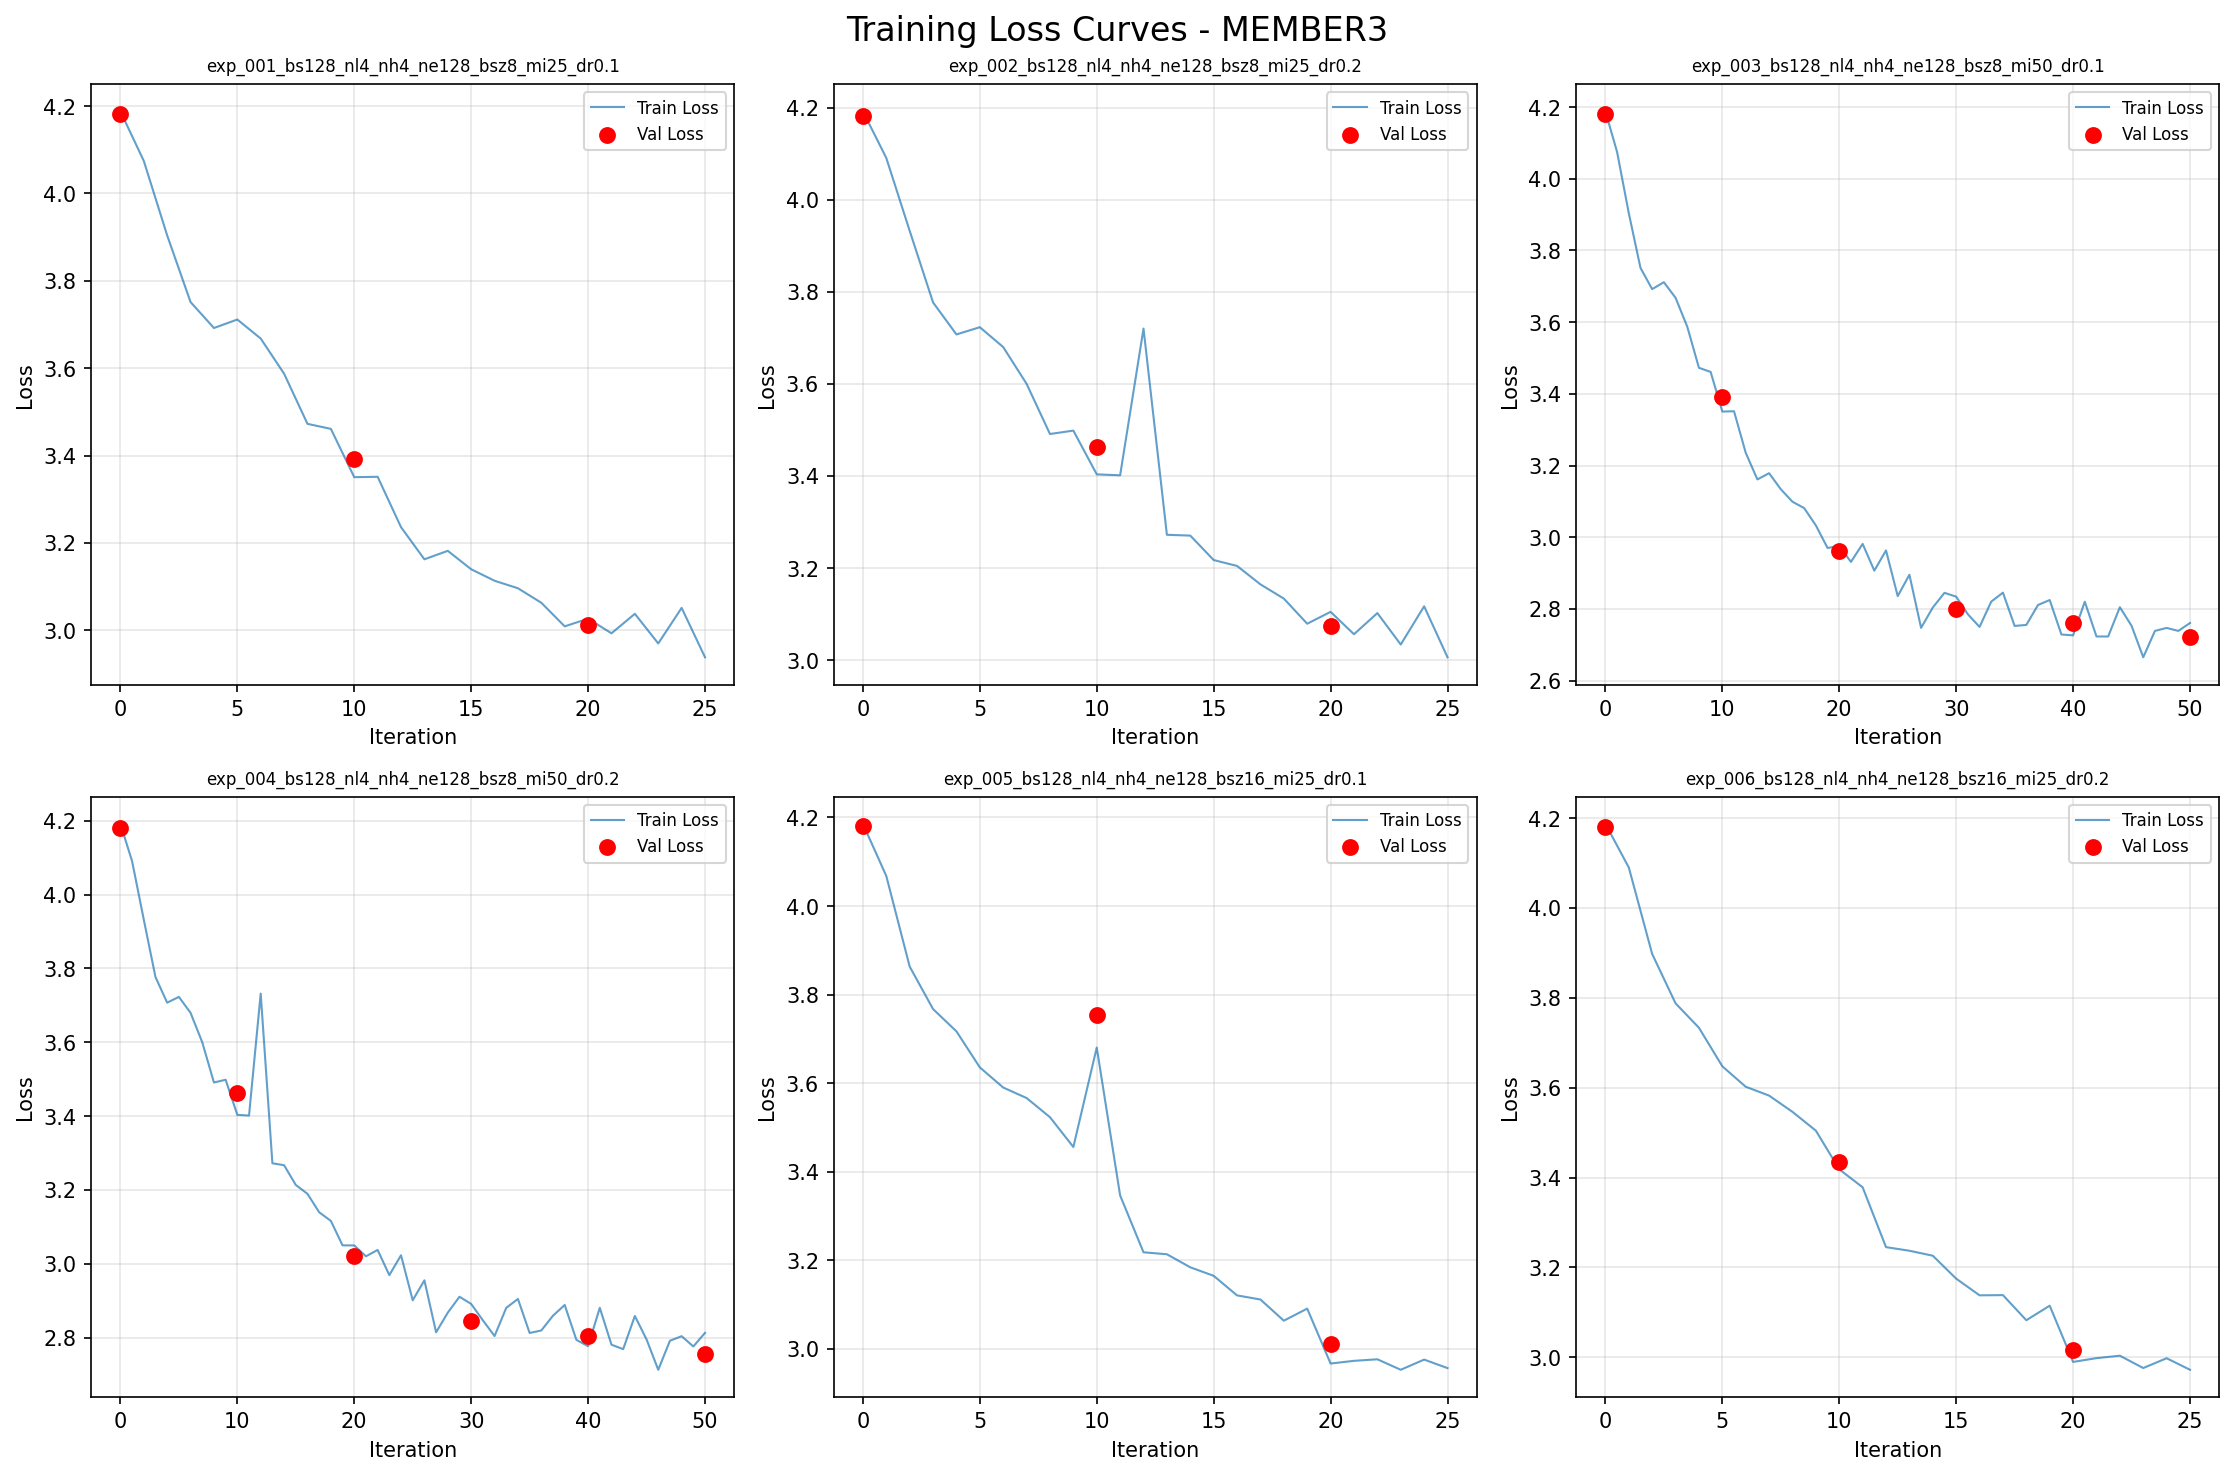 Training Loss Curves - MEMBER3
exp_001_bs128_nl4_nh4_ne128_bsz8_mi25_dr0.1
Train Loss
Val Loss
4.2
4.0
3.8
3.6
3.4
3.2
3.0
Loss
0 5 10 15 20 25
Iteration
exp_002_bs128_nl4_nh4_ne128_bsz8_mi25_dr0.2
Train Loss
Val Loss
4.2
4.0
3.8
3.6
3.4
3.2
3.0
Loss
0 5 10 15 20 25
Iteration
exp_003_bs128_nl4_nh4_ne128_bsz8_mi50_dr0.1
Train Loss
Val Loss
4.2
4.0
3.8
3.6
3.4
3.2
3.0
2.8
2.6
Loss
0 10 20 30 40 50
Iteration
exp_004_bs128_nl4_nh4_ne128_bsz8_mi50_dr0.2
Train Loss
Val Loss
4.2
4.0
3.8
3.6
3.4
3.2
3.0
2.8
Loss
0 10 20 30 40 50
Iteration
exp_005_bs128_nl4_nh4_ne128_bsz16_mi25_dr0.1
Train Loss
Val Loss
4.2
4.0
3.8
3.6
3.4
3.2
3.0
Loss
0 5 10 15 20 25
Iteration
exp_006_bs128_nl4_nh4_ne128_bsz16_mi25_dr0.2
Train Loss
Val Loss
4.2
4.0
3.8
3.6
3.4
3.2
3.0
Loss
0 5 10 15 20 25
Iteration